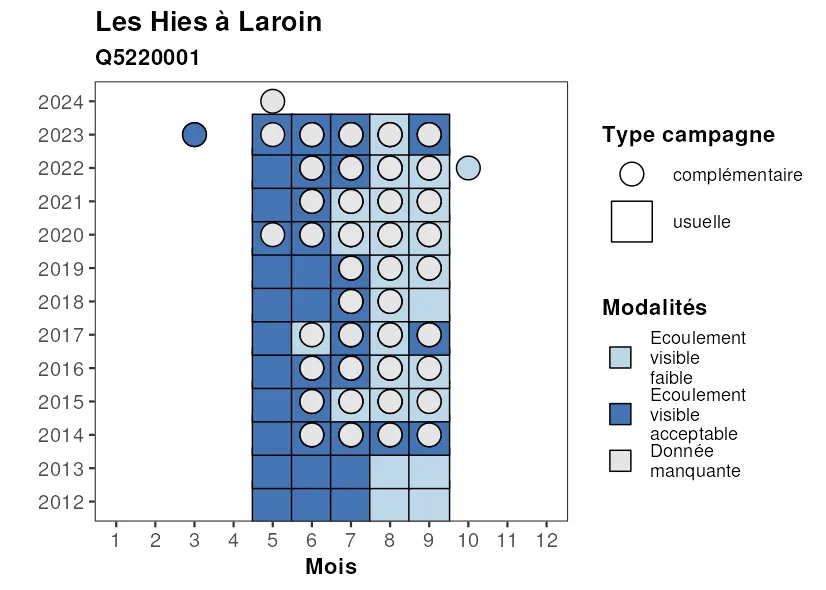 Les Hies à Laroin
Q5220001
2024
2023
2022
2021
2020
2019
2018
2017
2016
2015
2014
2013
2012
1 2 3 4 5 6 7 8 9 10 11 12
Mois
Type campagne
complémentaire
usuelle
Modalités
Ecoulement
visible
faible
Ecoulement
visible
acceptable
Donnée
manquante